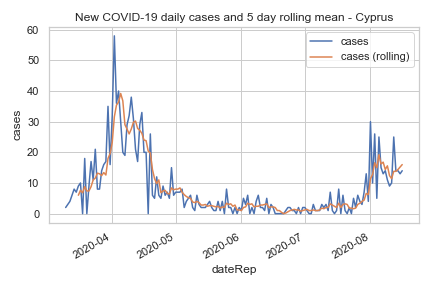 New COVID-19 daily cases and 5 day rolling mean - Cyprus
60
50
40
30
20
10
0
cases
cases
cases (rolling)
2020-04
2020-05
2020-06
2020-07
2020-08
dateRep